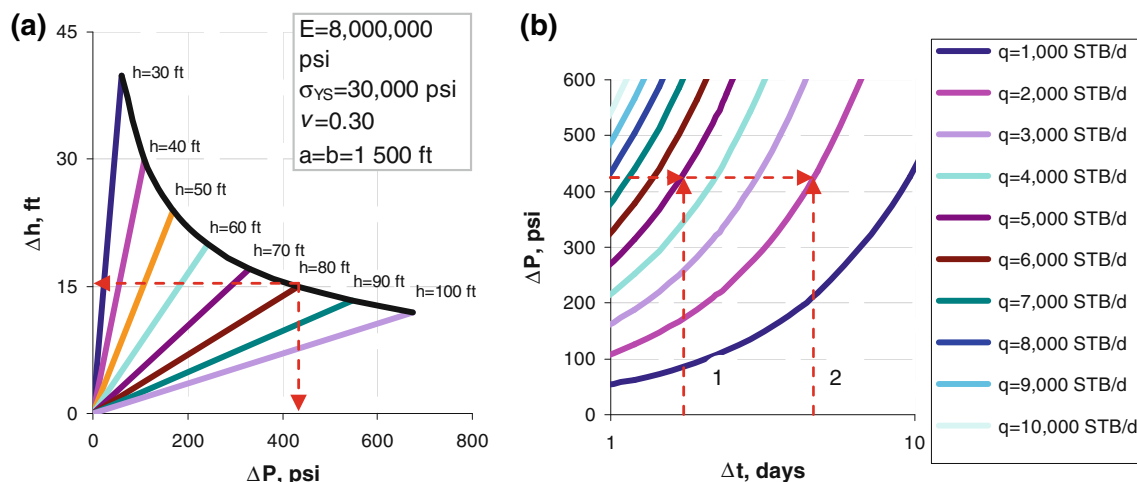 (a)
45
30
15
0
Δh, ft
0 200 400 600 800
ΔP, psi
h=30 ft
h=40 ft
h=50 ft
h=60 ft
h=70 ft
h=80 ft
h=90 ft
h=100 ft
E=8,000,000
psi
σYS=30,000 psi
ν=0.30
a=b=1 500 ft
(b)
600
500
400
300
200
100
0
ΔP, psi
1 2
1 10
Δt, days
q=1,000 STB/d
q=2,000 STB/d
q=3,000 STB/d
q=4,000 STB/d
q=5,000 STB/d
q=6,000 STB/d
q=7,000 STB/d
q=8,000 STB/d
q=9,000 STB/d
q=10,000 STB/d